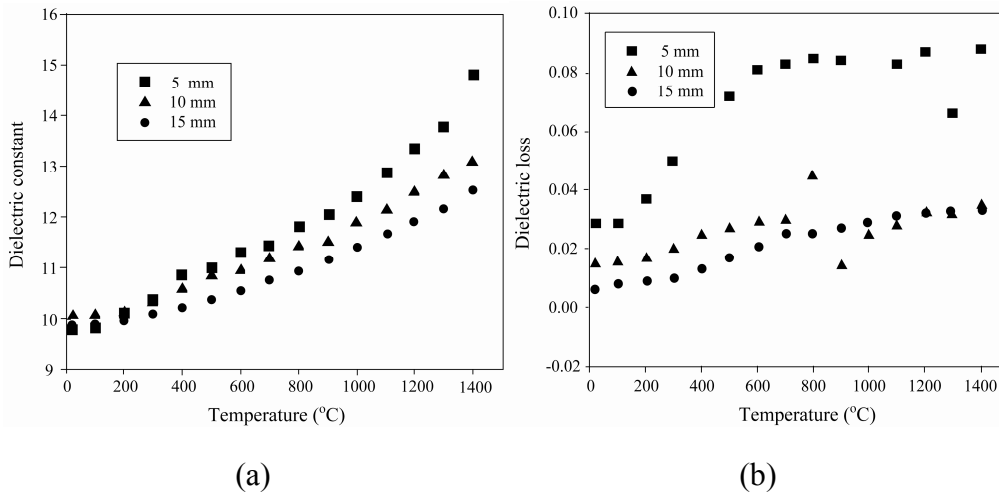 16
15
14
13
12
11
10
9
Dielectric constant
5 mm
10 mm
15 mm
0 200 400 600 800 1000 1200 1400
Temperature (°C)
(a)
0.10
0.08
0.06
0.04
0.02
0.00
-0.02
Dielectric loss
5 mm
10 mm
15 mm
0 200 400 600 800 1000 1200 1400
Temperature (°C)
(b)